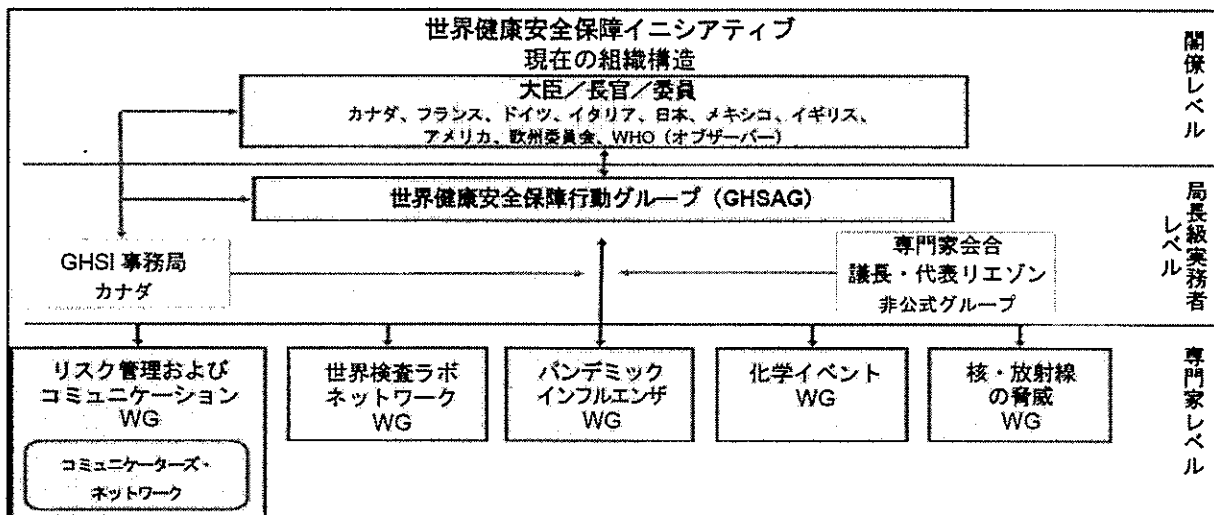 世界健康安全保障イニシアティブ
現在の組織構造
大臣／長官／委員
カナダ、フランス、ドイツ、イタリア、日本、メキシコ、イギリス、
アメリカ、欧州委員会、WHO（オブザーバー）
閣僚レベル
世界健康安全保障行動グループ（GHSAG）
GHSI 事務局
カナダ
専門家会合
議長・代表リエゾン
非公式グループ
局長級実務者
レベル
リスク管理および
コミュニケーション
WG
コミュニケーターズ・
ネットワーク
世界検査ラボ
ネットワーク
WG
パンデミック
インフルエンザ
WG
化学イベント
WG
核・放射線
の脅威
WG
専門家レベル